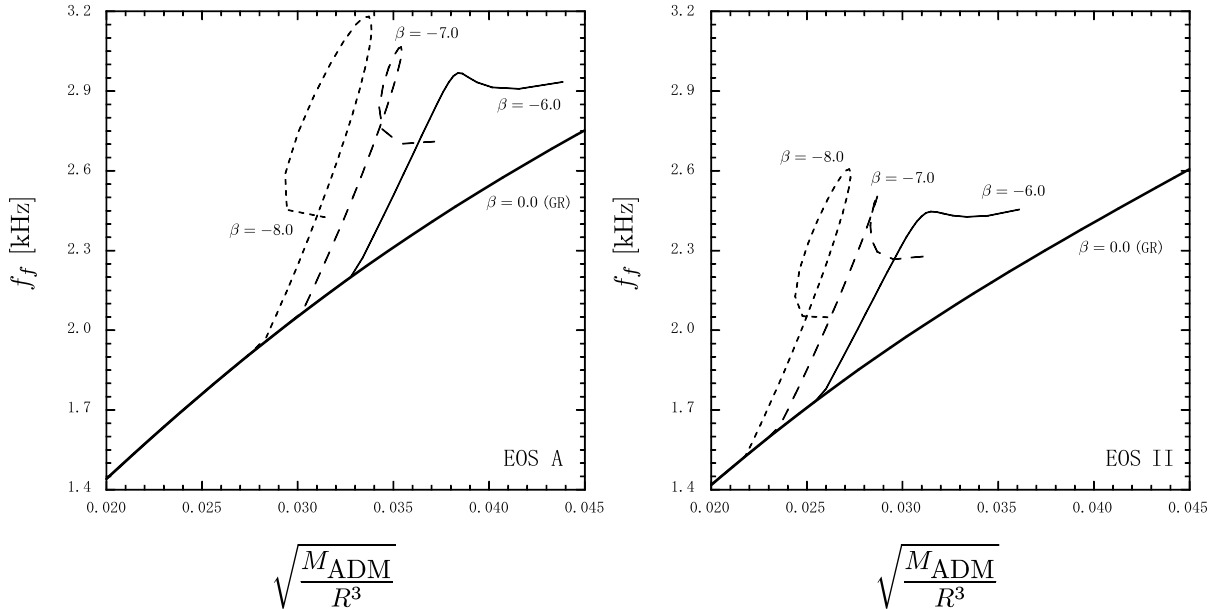 3.2
2.9
2.6
2.3
2.0
1.7
1.4
f_f [kHz]
β = −7.0
β = −6.0
β = 0.0 (GR)
β = −8.0
EOS A
0.020 0.025 0.030 0.035 0.040 0.045
√(M_ADM/R³)
3.2
2.9
2.6
2.3
2.0
1.7
1.4
f_f [kHz]
β = −8.0
β = −7.0
β = −6.0
β = 0.0 (GR)
EOS II
0.020 0.025 0.030 0.035 0.040 0.045
√(M_ADM/R³)